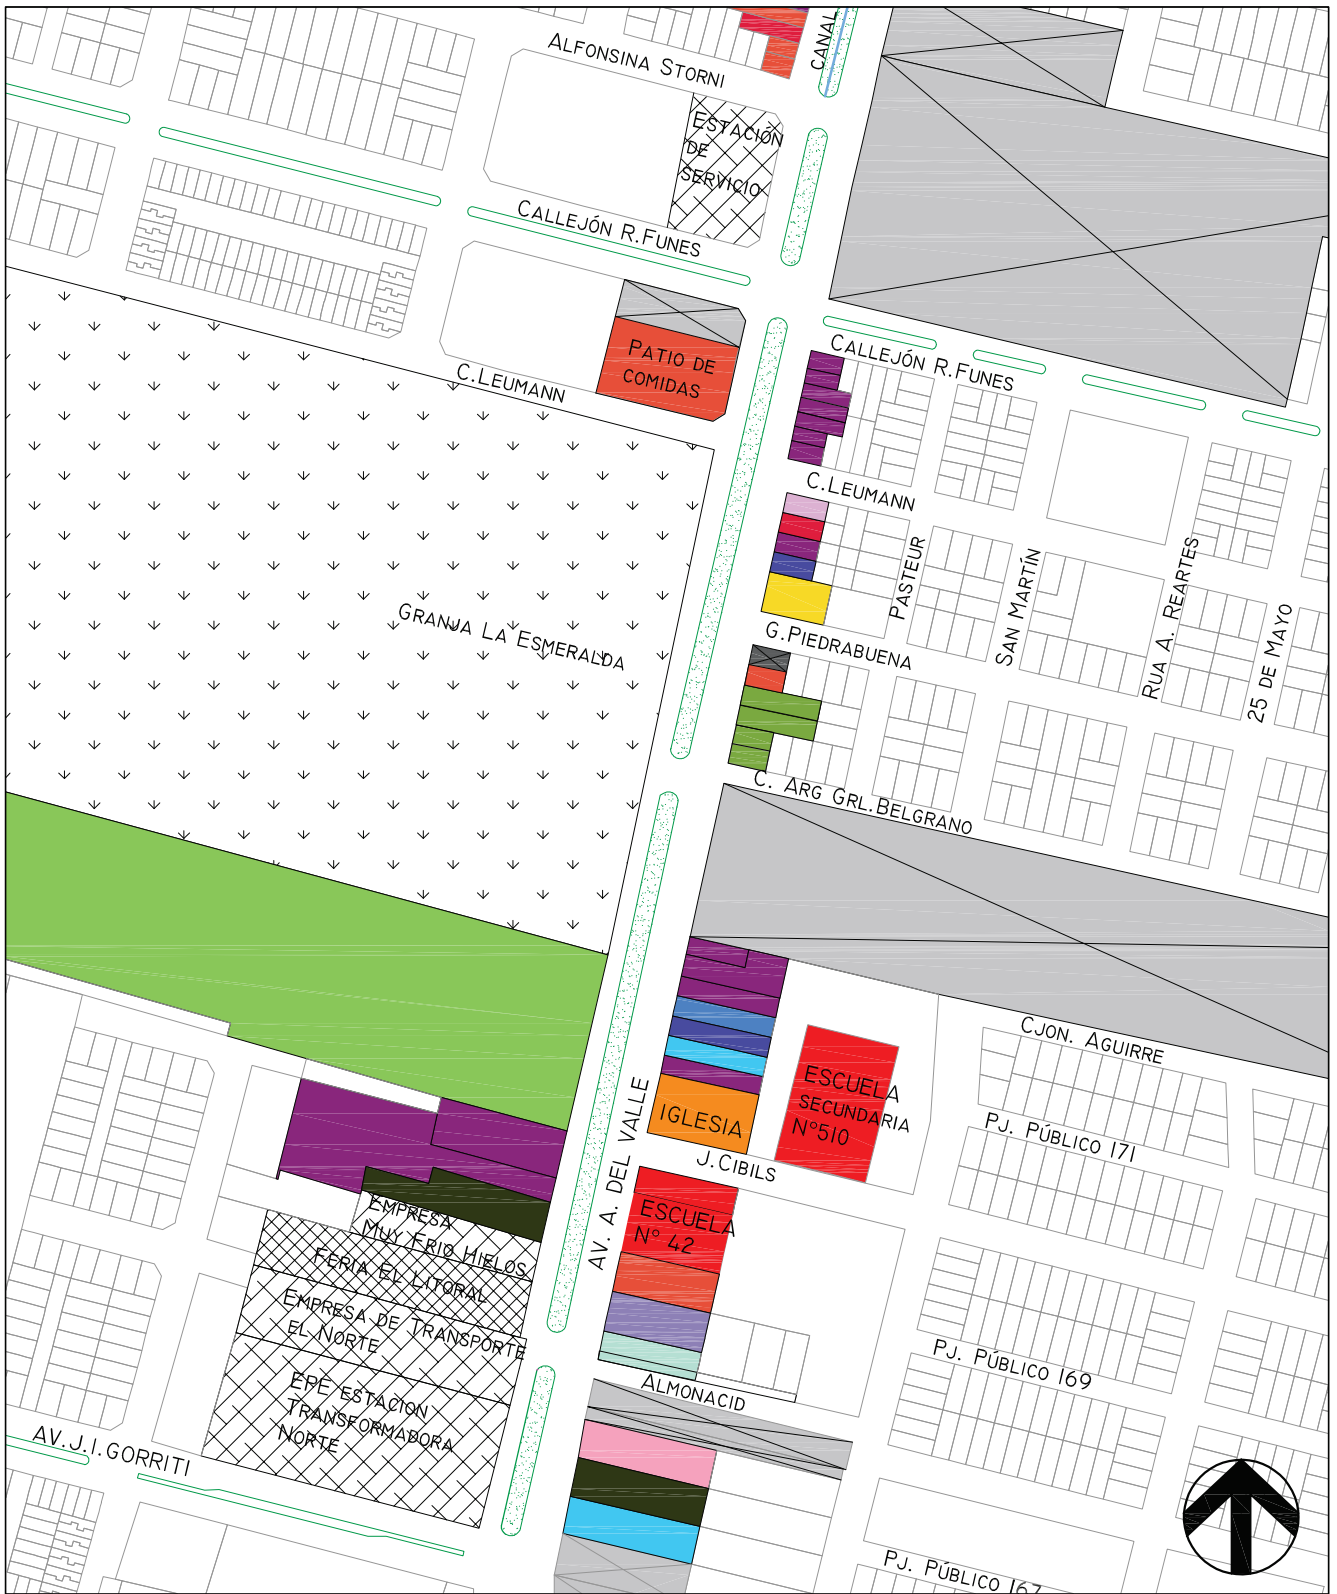 ALFONSINA STORNI
CANAL
ESTACIÓN
DE
SERVICIO
CALLEJÓN R.FUNES
PATIO DE
COMIDAS
C.LEUMANN
CALLEJÓN R.FUNES
C.LEUMANN
PASTEUR
SAN MARTÍN
RUA A. REARTES
25 DE MAYO
GRANJA LA ESMERALDA
G.PIEDRABUENA
C. ARG GRL.BELGRANO
CJON. AGUIRRE
ESCUELA
SECUNDARIA
N°510
IGLESIA
PJ. PÚBLICO 171
J.CIBILS
AV. A. DEL VALLE
ESCUELA
N° 42
EMPRESA
MUY FRIO HIELOS
FERIA EL LITORAL
EMPRESA DE TRANSPORTE
EL NORTE
PJ. PÚBLICO 169
EPE ESTACION
TRANSFORMADORA
NORTE
ALMONACID
AV.J.I.GORRITI
PJ. PÚBLICO 167